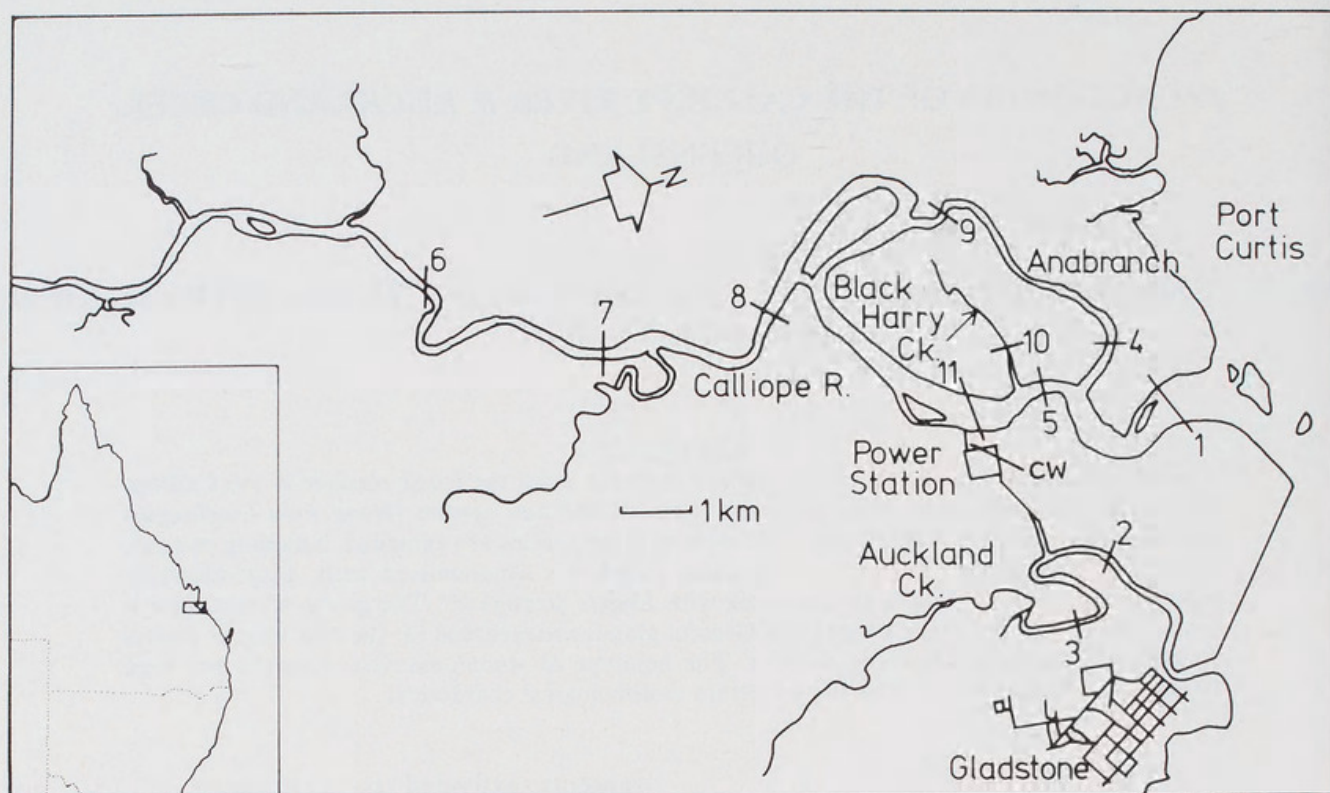 N
Port
Curtis
6
9
Anabranch
Black
Harry
Ck.
8
7
10
4
11
Calliope R.
5
1
Power
Station
cw
1km
Auckland
Ck.
2
3
Gladstone